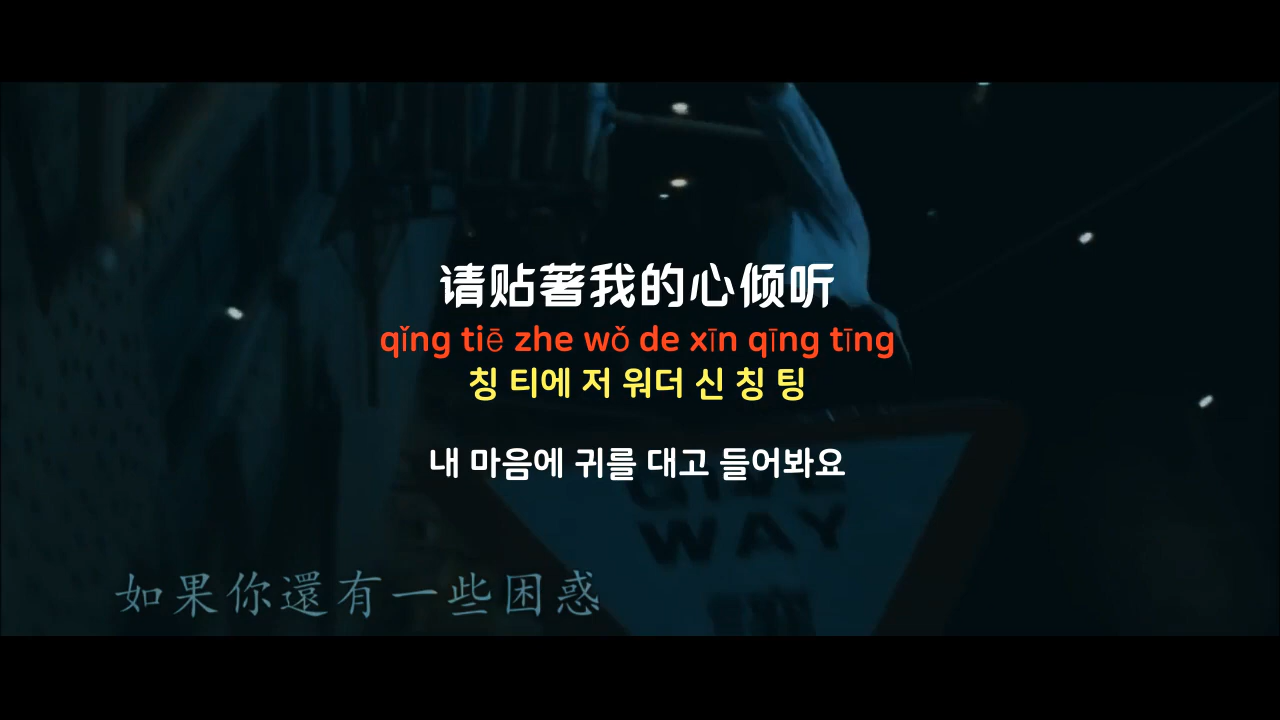 请贴著我的心倾听
qǐng tiē zhe wǒ de xīn qīng tīng
칭 티에 저 워더 신 칭 팅
내 마음에 귀를 대고 들어봐요
GIVE
WAY
如果你還有一些困惑